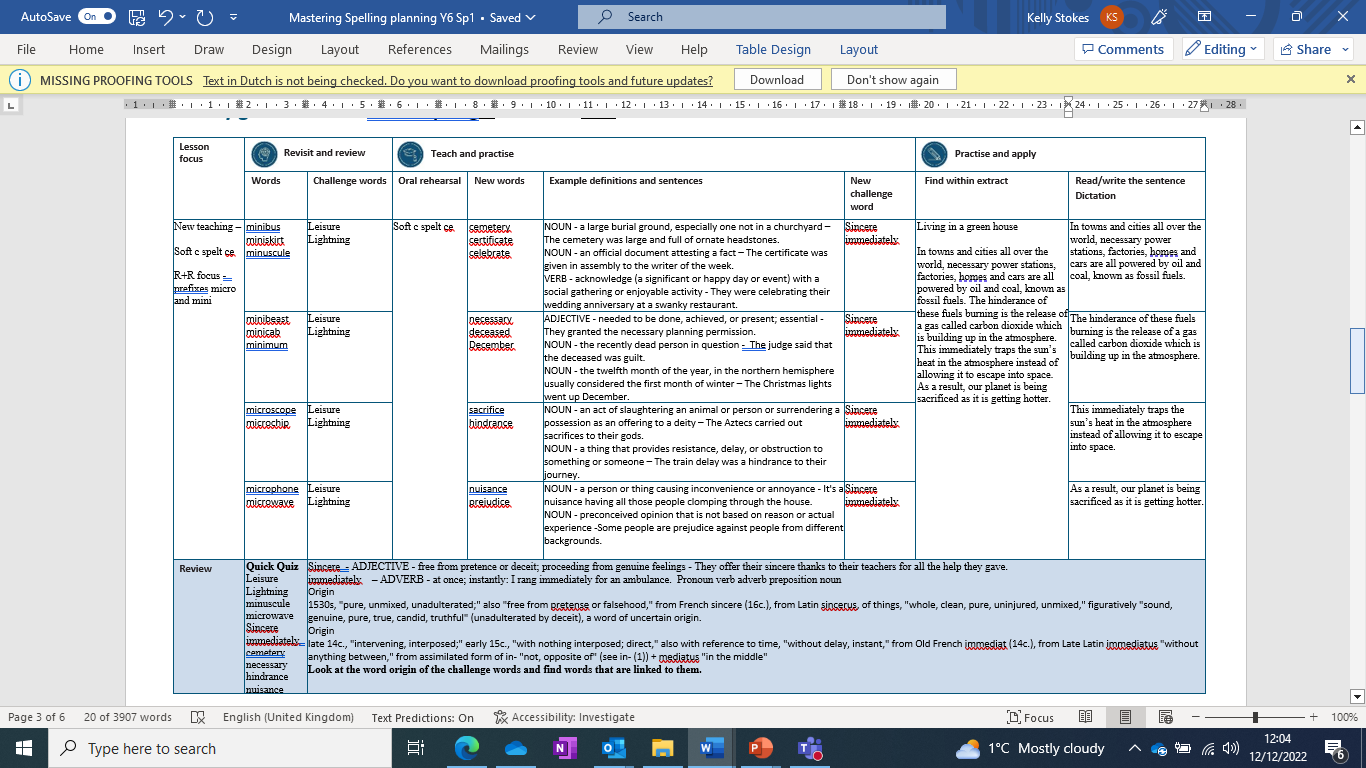 AutoSave On Mastering Spelling planning Y6 Sp1 • Saved Search Kelly Stokes KS
File Home Insert Draw Design Layout References Mailings Review View Help Table Design Layout Comments Editing Share
MISSING PROOFING TOOLS Text in Dutch is not being checked. Do you want to download proofing tools and future updates? Download Don't show again
1 1 2 3 4 5 6 7 8 9 10 11 12 13 14 15 16 17 18 19 20 21 22 23 24 25 26 27 28
Lesson
focus
Revisit and review
Teach and practise
Practise and apply
Words
Challenge words
Oral rehearsal
New words
Example definitions and sentences
New
challenge
word
Find within extract
Read/write the sentence
Dictation
New teaching –
Soft c spelt ce
R+R focus -
prefixes micro
and mini
minibus
miniskirt
minuscule
Leisure
Lightning
Soft c spelt ce
cemetery
certificate
celebrate
NOUN - a large burial ground, especially one not in a churchyard –
The cemetery was large and full of ornate headstones.
NOUN - an official document attesting a fact – The certificate was
given in assembly to the writer of the week.
VERB - acknowledge (a significant or happy day or event) with a
social gathering or enjoyable activity - They were celebrating their
wedding anniversary at a swanky restaurant.
Sincere
immediately
Living in a green house
In towns and cities all over the
world, necessary power stations,
factories, homes and cars are all
powered by oil and coal, known as
fossil fuels. The hinderance of
these fuels burning is the release of
a gas called carbon dioxide which
is building up in the atmosphere.
This immediately traps the sun's
heat in the atmosphere instead of
allowing it to escape into space.
As a result, our planet is being
sacrificed as it is getting hotter.
In towns and cities all over the
world, necessary power
stations, factories, homes and
cars are all powered by oil and
coal, known as fossil fuels.
minibeast
minicab
minimum
Leisure
Lightning
necessary
deceased
December
ADJECTIVE - needed to be done, achieved, or present; essential -
They granted the necessary planning permission.
NOUN - the recently dead person in question - The judge said that
the deceased was guilt.
NOUN - the twelfth month of the year, in the northern hemisphere
usually considered the first month of winter – The Christmas lights
went up December.
Sincere
immediately
The hinderance of these fuels
burning is the release of a gas
called carbon dioxide which is
building up in the atmosphere.
microscope
microchip
Leisure
Lightning
sacrifice
hindrance
NOUN - an act of slaughtering an animal or person or surrendering a
possession as an offering to a deity – The Aztecs carried out
sacrifices to their gods.
NOUN - a thing that provides resistance, delay, or obstruction to
something or someone – The train delay was a hindrance to their
journey.
Sincere
immediately
This immediately traps the
sun's heat in the atmosphere
instead of allowing it to escape
into space.
microphone
microwave
Leisure
Lightning
nuisance
prejudice
NOUN - a person or thing causing inconvenience or annoyance - It's a
nuisance having all those people clomping through the house.
NOUN - preconceived opinion that is not based on reason or actual
experience -Some people are prejudice against people from different
backgrounds.
Sincere
immediately
As a result, our planet is being
sacrificed as it is getting hotter.
Review
Quick Quiz
Leisure
Lightning
minuscule
microwave
Sincere
immediately
cemetery
necessary
hindrance
nuisance
Sincere - ADJECTIVE - free from pretence or deceit; proceeding from genuine feelings - They offer their sincere thanks to their teachers for all the help they gave.
immediately – ADVERB - at once; instantly: I rang immediately for an ambulance. Pronoun verb adverb preposition noun
Origin
1530s, "pure, unmixed, unadulterated;" also "free from pretense or falsehood," from French sincere (16c.), from Latin sincerus, of things, "whole, clean, pure, uninjured, unmixed," figuratively "sound,
genuine, pure, true, candid, truthful" (unadulterated by deceit), a word of uncertain origin.
Origin
late 14c., "intervening, interposed;" early 15c., "with nothing interposed; direct," also with reference to time, "without delay, instant," from Old French immediat (14c.), from Late Latin immediatus "without
anything between," from assimilated form of in- "not, opposite of" (see in- (1)) + mediatus "in the middle"
Look at the word origin of the challenge words and find words that are linked to them.
Page 3 of 6 20 of 3907 words English (United Kingdom) Text Predictions: On Accessibility: Investigate Focus 100%
Type here to search 1°C Mostly cloudy 12:04
12/12/2022 6